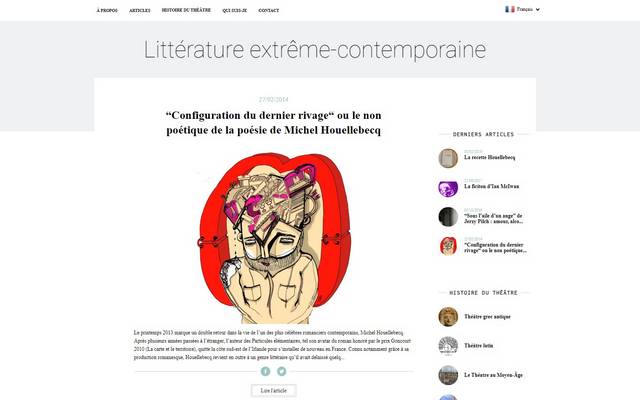 À PROPOS
ARTICLES
HISTOIRE DU THÉÂTRE
QUI SUIS-JE
CONTACT
Français
Littérature extrême-contemporaine
27/02/2014
“Configuration du dernier rivage“ ou le non
poétique de la poésie de Michel Houellebecq
Le printemps 2013 marque un double retour dans la vie de l’un des plus célèbres romanciers contemporains, Michel Houellebecq.
Après plusieurs années passées à l’étranger, l’auteur des Particules élémentaires, tel son avatar du roman honoré par le prix Goncourt
2010 (La carte et le territoire), quitte la côte sud-est de l’Irlande pour s’installer de nouveau en France. Connu notamment grâce à sa
production romanesque, Houellebecq revient en outre à un genre littéraire qu’il avait délaissé quelq...
Lire l'article
DERNIERS ARTICLES
La recette Houellebecq
La fiction d’Ian McEwan
“Sous l’aile d’un ange” de
Jerzy Pilch : amour, alco...
“Configuration du dernier
rivage“ ou le non poétique...
HISTOIRE DU THÉÂTRE
Théâtre grec antique
Théâtre latin
Le Théâtre au Moyen-Âge